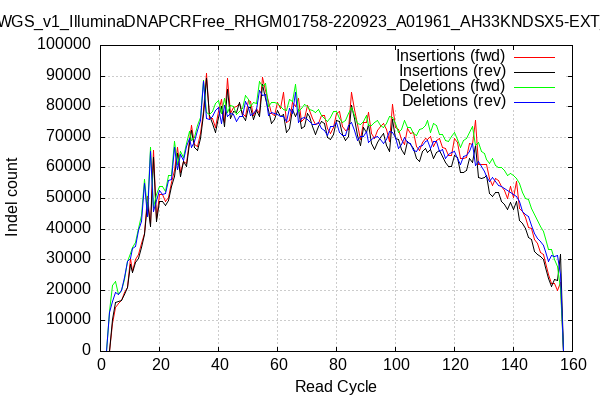 WGS_v1_IlluminaDNAPCRFree_RHGM01758-220923_A01961_AH33KNDSX5-EXT_
Insertions (fwd)
Insertions (rev)
Deletions (fwd)
Deletions (rev)
Indel count
100000
90000
80000
70000
60000
50000
40000
30000
20000
10000
0
0 20 40 60 80 100 120 140 160
Read Cycle